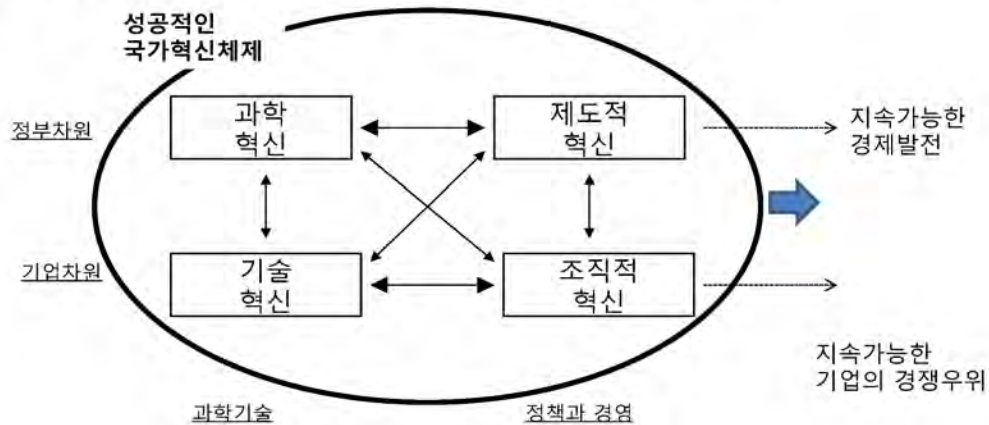 성공적인
국가혁신체제
정부차원
과학
혁신
제도적
혁신
지속가능한
경제발전
기업차원
기술
혁신
조직적
혁신
지속가능한
기업의 경쟁우위
과학기술
정책과 경영